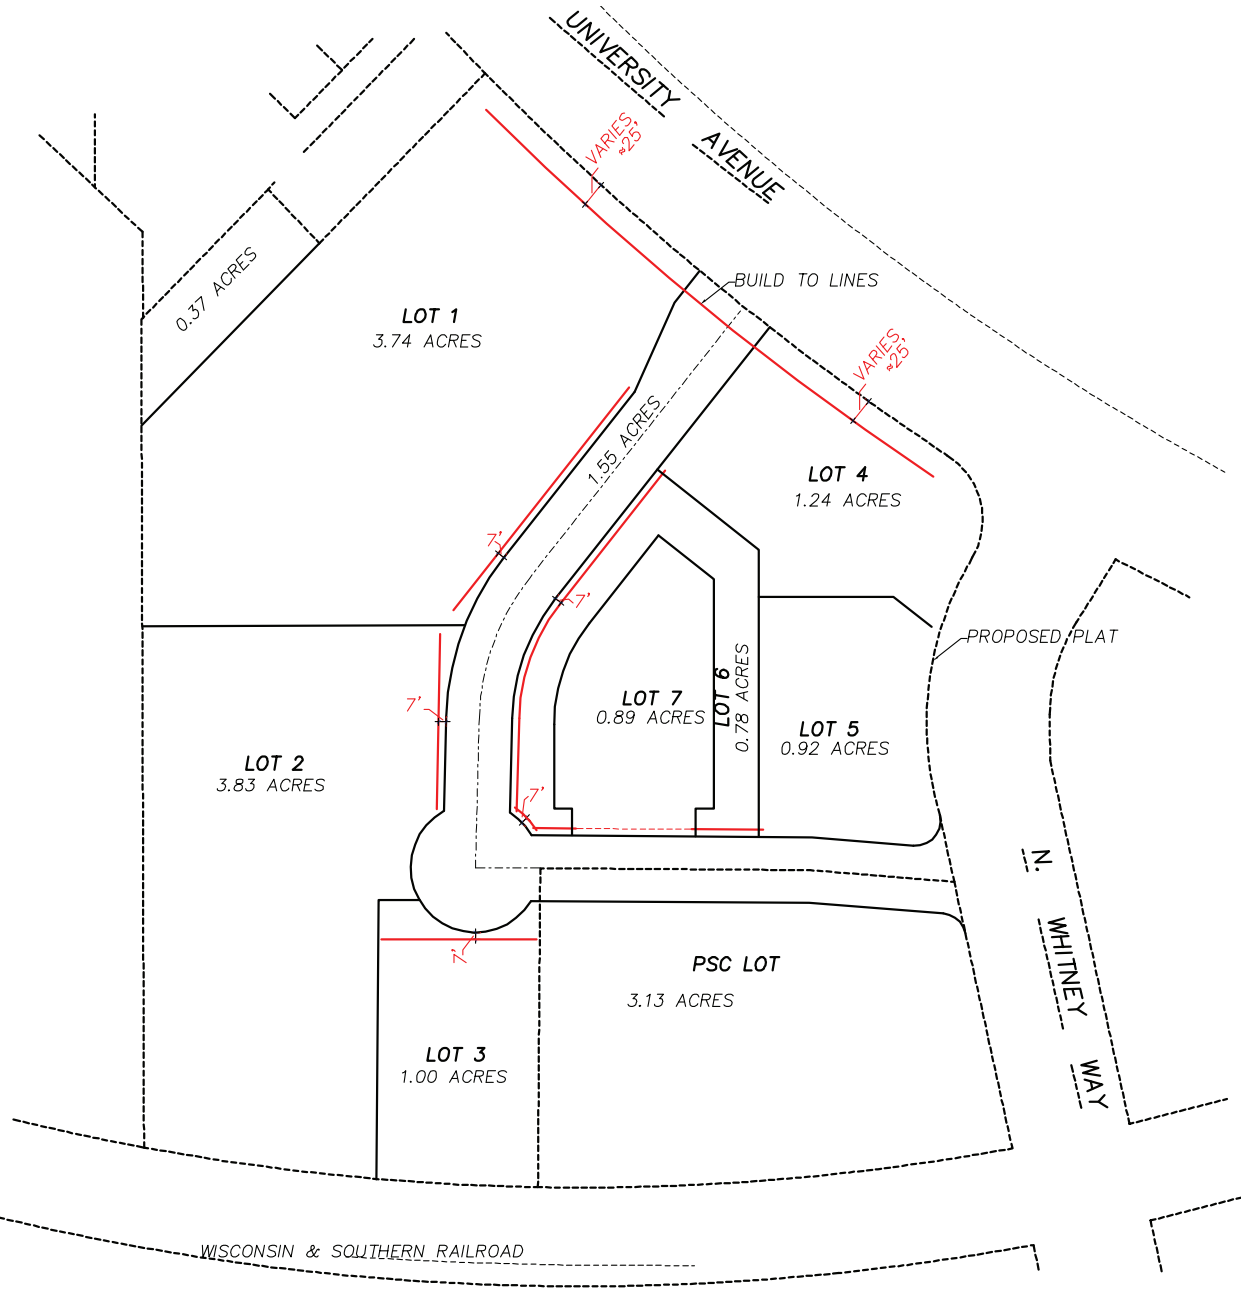 UNIVERSITY AVENUE
VARIES,
≈25'
0.37 ACRES
BUILD TO LINES
LOT 1
3.74 ACRES
VARIES,
≈25'
1.55 ACRES
LOT 4
1.24 ACRES
7'
7'
PROPOSED PLAT
LOT 7
0.89 ACRES
LOT 6
0.78 ACRES
7'
LOT 5
0.92 ACRES
LOT 2
3.83 ACRES
7'
N. WHITNEY WAY
7'
PSC LOT
3.13 ACRES
LOT 3
1.00 ACRES
WISCONSIN & SOUTHERN RAILROAD